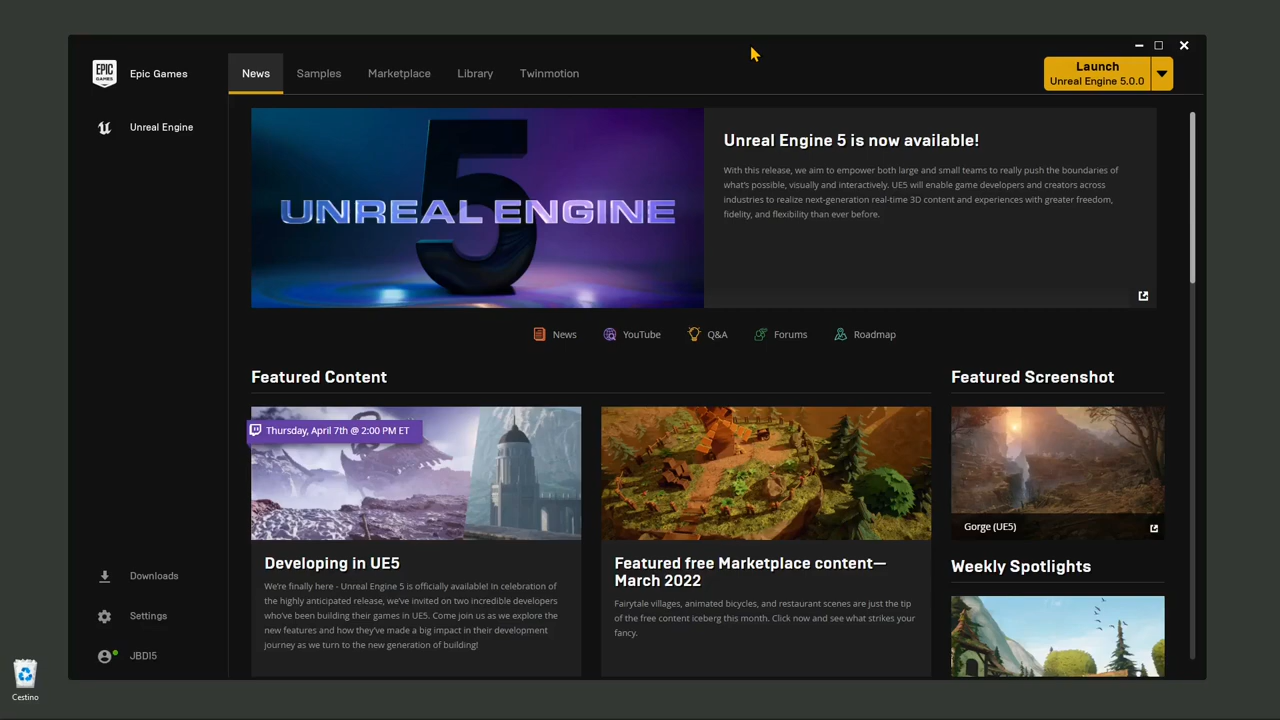 EPIC
GAMES
Epic Games
News
Samples
Marketplace
Library
Twinmotion
Launch
Unreal Engine 5.0.0
Unreal Engine
5
UNREAL ENGINE
Unreal Engine 5 is now available!
With this release, we aim to empower both large and small teams to really push the boundaries of
what's possible, visually and interactively. UE5 will enable game developers and creators across
industries to realize next-generation real-time 3D content and experiences with greater freedom,
fidelity, and flexibility than ever before.
News
YouTube
Q&A
Forums
Roadmap
Featured Content
Thursday, April 7th @ 2:00 PM ET
Developing in UE5
We're finally here - Unreal Engine 5 is officially available! In celebration of
the highly anticipated release, we've invited on two incredible developers
who've been building their games in UE5. Come join us as we explore the
new features and how they've made a big impact in their development
journey as we turn to the new generation of building!
Featured free Marketplace content—
March 2022
Fairytale villages, animated bicycles, and restaurant scenes are just the tip
of the free content iceberg this month. Click now and see what strikes your
fancy.
Featured Screenshot
Gorge (UE5)
Weekly Spotlights
Downloads
Settings
JBD15
Cestino